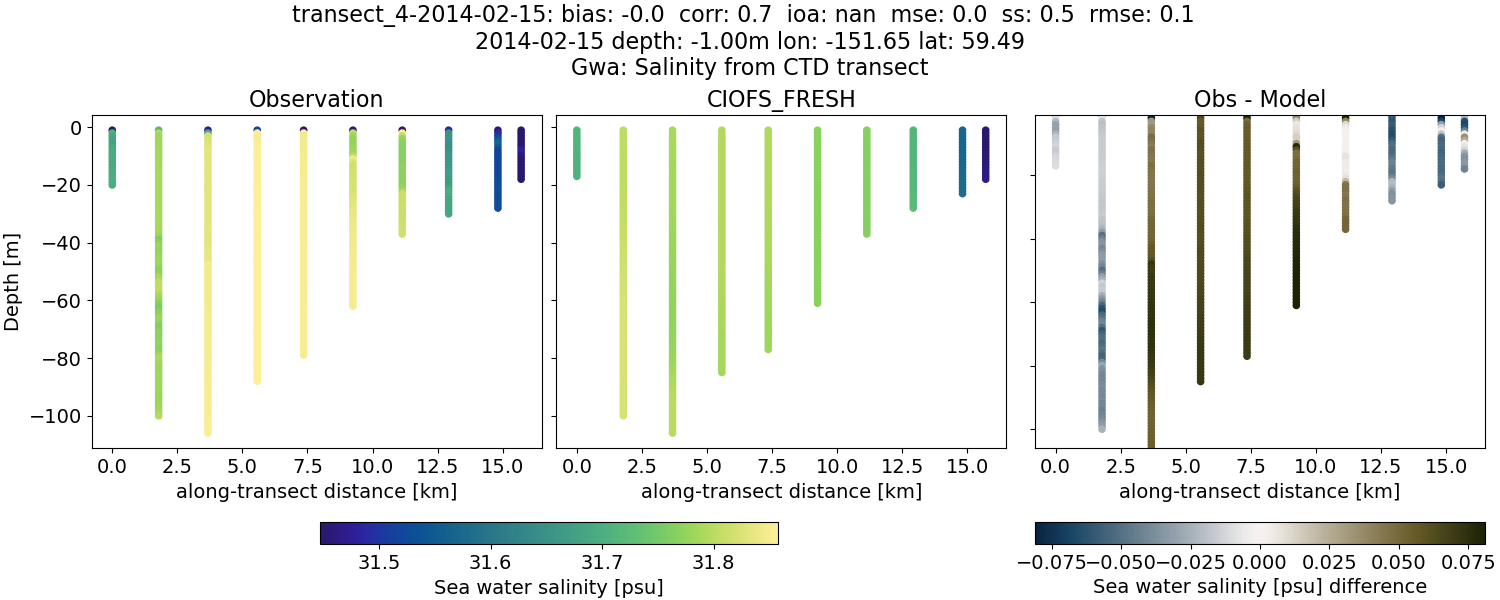 transect_4-2014-02-15: bias: -0.0  corr: 0.7  ioa: nan  mse: 0.0  ss: 0.5  rmse: 0.1
2014-02-15 depth: -1.00m lon: -151.65 lat: 59.49
Gwa: Salinity from CTD transect
Observation
CIOFS_FRESH
Obs - Model
Depth [m]
0
−20
−40
−60
−80
−100
0.0 2.5 5.0 7.5 10.0 12.5 15.0
0.0 2.5 5.0 7.5 10.0 12.5 15.0
0.0 2.5 5.0 7.5 10.0 12.5 15.0
along-transect distance [km]
along-transect distance [km]
along-transect distance [km]
31.5 31.6 31.7 31.8
Sea water salinity [psu]
−0.075 −0.050 −0.025 0.000 0.025 0.050 0.075
Sea water salinity [psu] difference